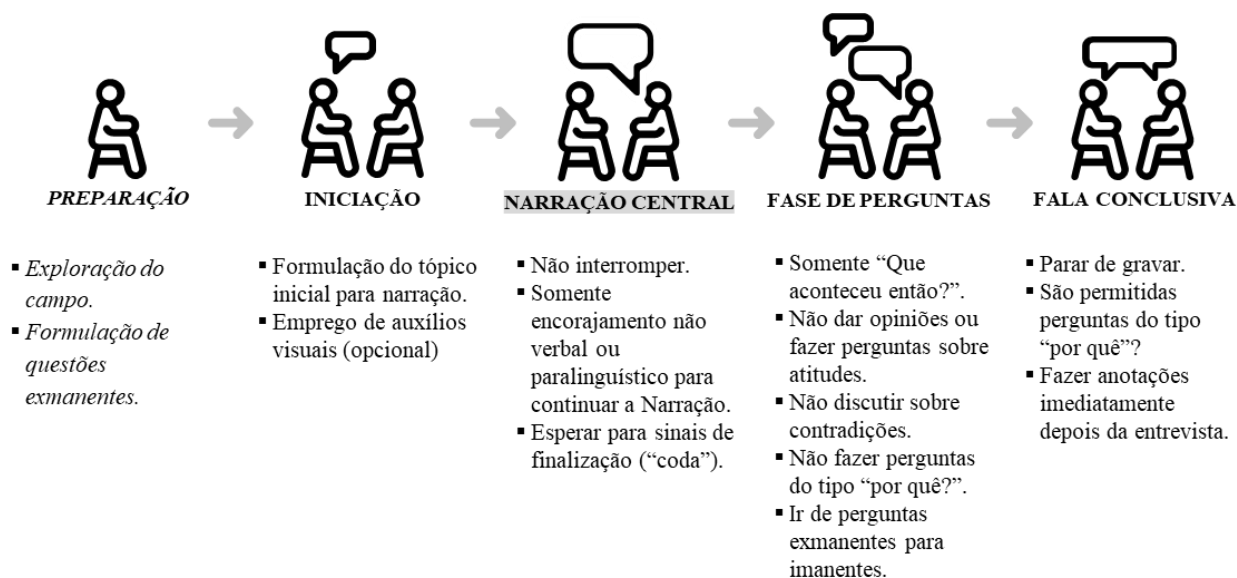 PREPARAÇÃO
INICIAÇÃO
NARRAÇÃO CENTRAL
FASE DE PERGUNTAS
FALA CONCLUSIVA
▪ Exploração do
campo.
▪ Formulação de
questões
exmanentes.
▪ Formulação do tópico
inicial para narração.
▪ Emprego de auxílios
visuais (opcional)
▪ Não interromper.
▪ Somente
encorajamento não
verbal ou
paralinguístico para
continuar a Narração.
▪ Esperar para sinais de
finalização (“coda”).
▪ Somente “Que
aconteceu então?”.
▪ Não dar opiniões ou
fazer perguntas sobre
atitudes.
▪ Não discutir sobre
contradições.
▪ Não fazer perguntas
do tipo “por quê?”.
▪ Ir de perguntas
exmanentes para
imanentes.
▪ Parar de gravar.
▪ São permitidas
perguntas do tipo
“por quê”?
▪ Fazer anotações
imediatamente
depois da entrevista.